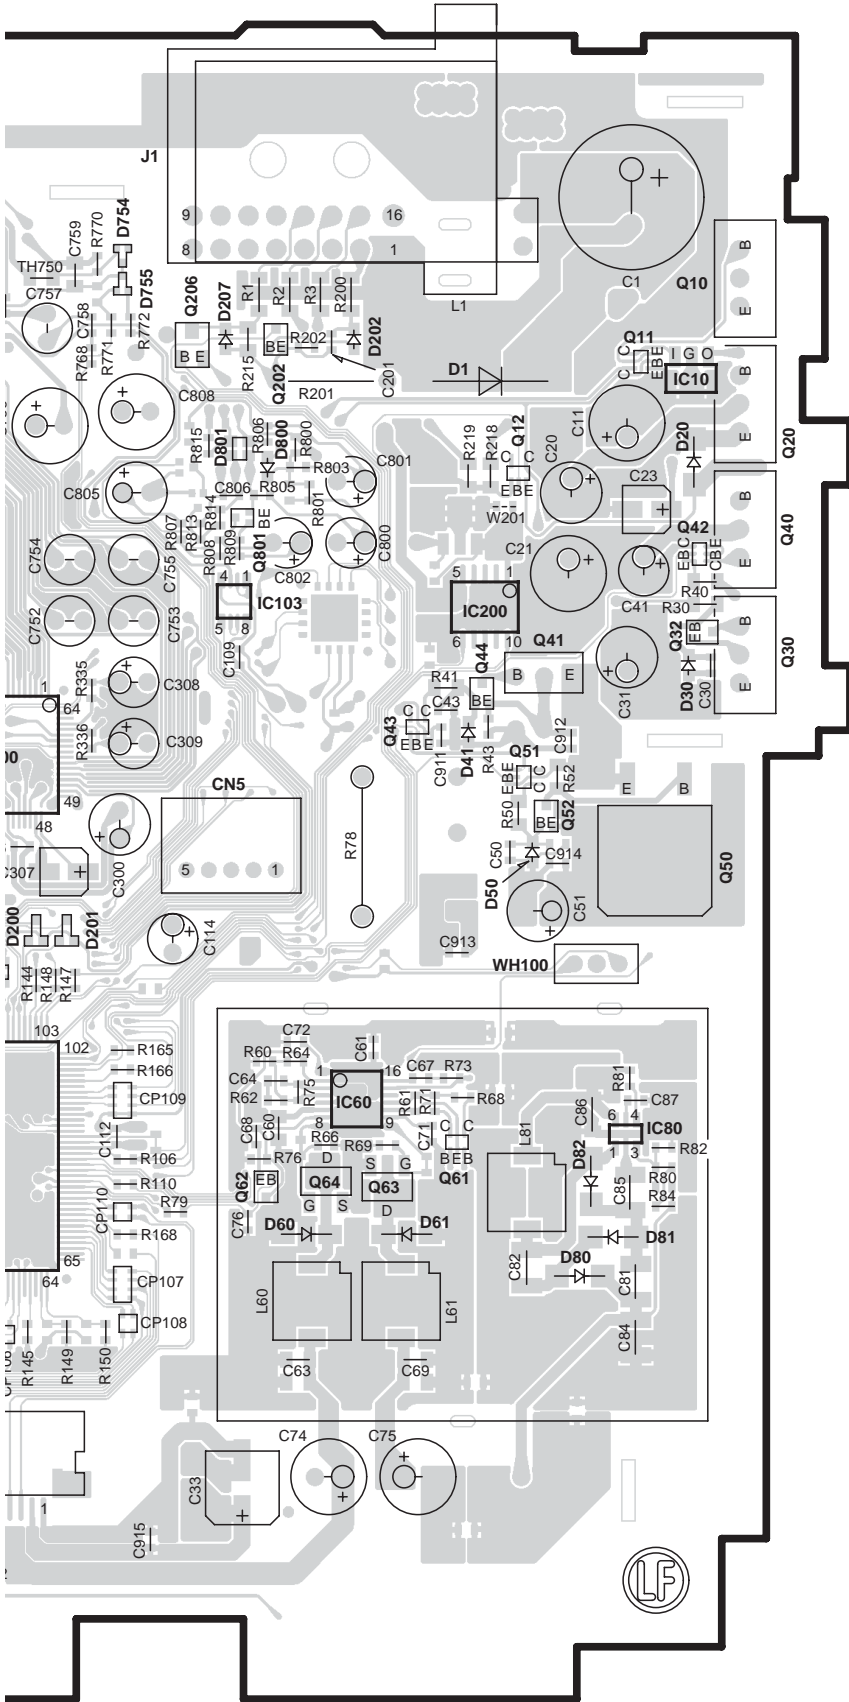 J1
9
16
8
1
D754
R770
C759
TH750
C757
D755
C758
R772
R771
R768
Q206
D207
R1
R2
R3
R200
L1
C1
Q10
B
E
B E
R215
BE
Q202
R202
D202
C201
R201
D1
Q11
C C
EBE
I G O
IC10
B
E
Q20
C808
C805
R815
D801
R806
D800
R800
R803
C801
C806
R805
R801
R219
R218
Q12
C C
EBE
C20
C11
D20
C23
W201
R807
R813
R814
R808
R809
BE
Q801
C802
C800
C754
C755
C21
Q42
EBC
CBE
B
E
Q40
4 1
IC103
5 8
5
1
IC200
6
10
C41
R40
R30
C752
C753
C109
Q44
Q41
B
E
C31
Q32
EB
D30
C30
B
E
Q30
1
64
R335
C308
R336
C309
R41
C43
BE
Q43
C C
EBE
C911
D41
R43
C912
Q51
EBE
C C
R52
E
B
49
48
CN5
5
1
R78
R50
BE
Q52
C50
C914
D50
C51
Q50
C307
C300
D200
D201
C114
C913
WH100
R144
R148
R147
103
102
R165
R166
CP109
C112
R106
R110
CP110
R79
R168
65
64
CP107
CP108
R145
R149
R150
C72
C61
R60
R64
1
16
C67
R73
C64
R75
IC60
R62
R61
R71
R68
8
9
C68
C60
R66
R69
C71
C C
BEB
Q61
R76
D
S
G
Q62
EB
Q64
Q63
G
S
D
C76
D60
D61
L60
L61
C63
C69
R81
C86
C87
6 4
IC80
1 3
L81
D82
R82
R80
R84
C85
D81
C82
D80
C81
C84
C74
C75
C33
1
C915
LF